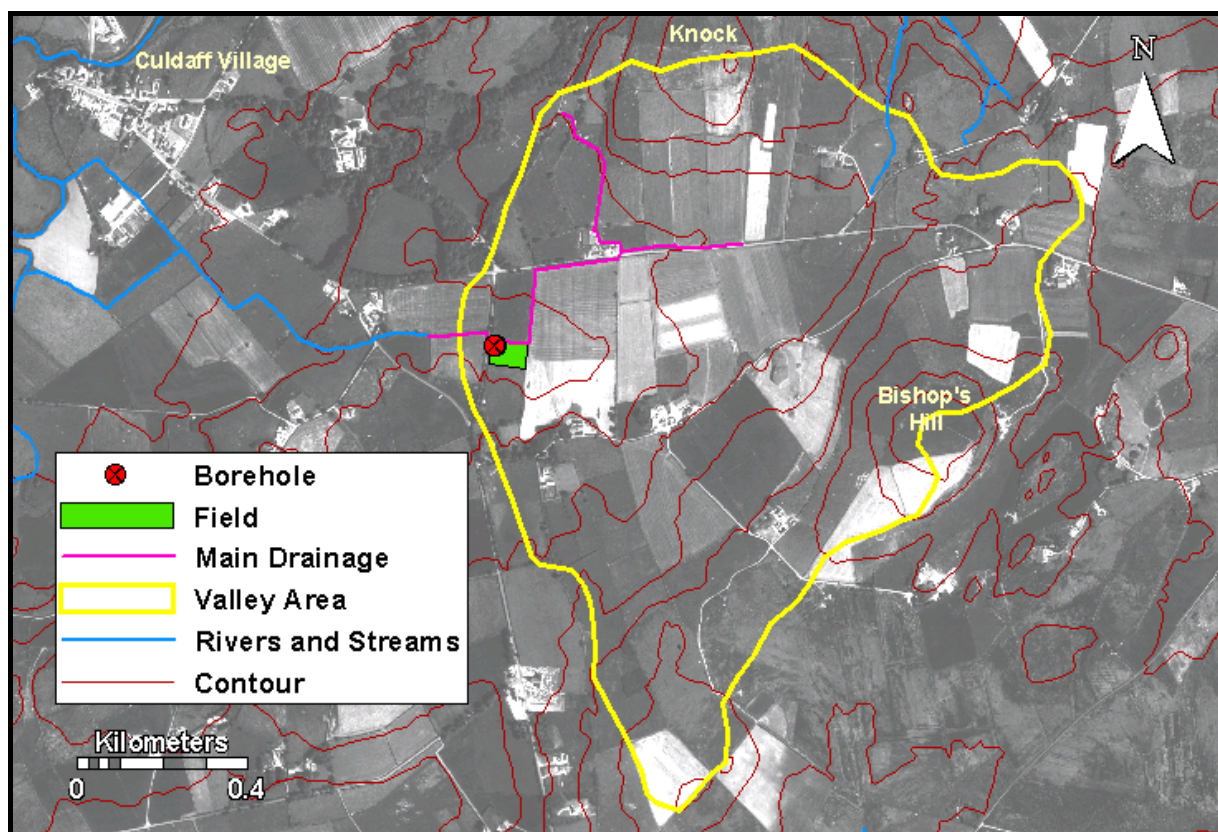 Knock
Culdaff Village
N
Bishop's
Hill
Borehole
Field
Main Drainage
Valley Area
Rivers and Streams
Contour
Kilometers
0 0.4